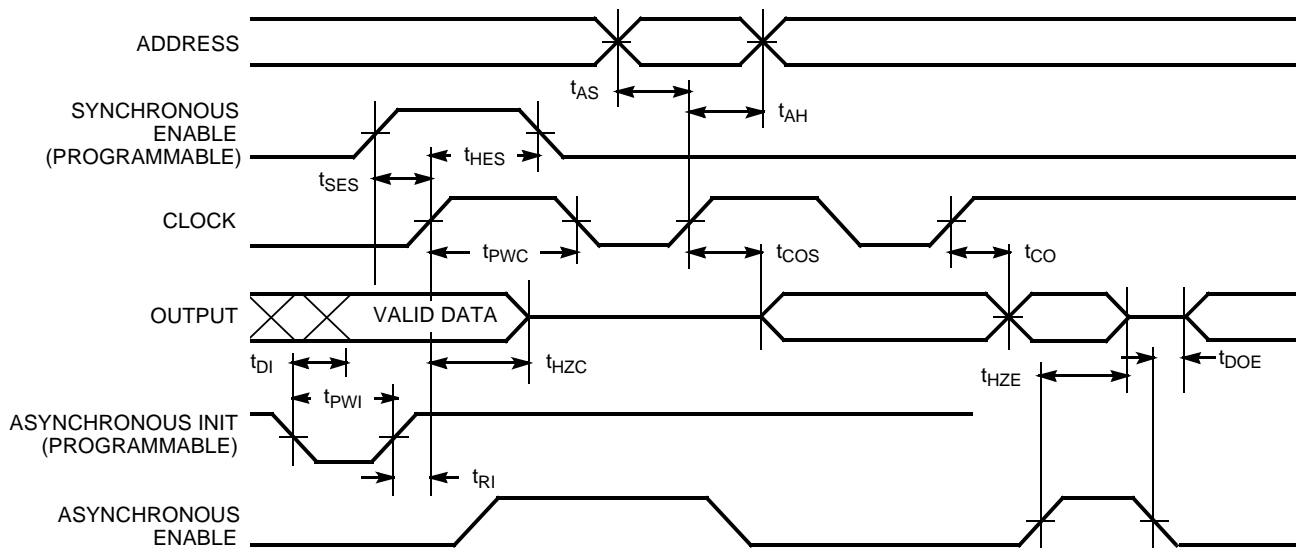 ADDRESS
tAS
tAH
SYNCHRONOUS
ENABLE
(PROGRAMMABLE)
tHES
tSES
CLOCK
tPWC
tCOS
tCO
OUTPUT
VALID DATA
tDI
tHZC
tHZE
tDOE
tPWI
ASYNCHRONOUS INIT
(PROGRAMMABLE)
tRI
ASYNCHRONOUS
ENABLE